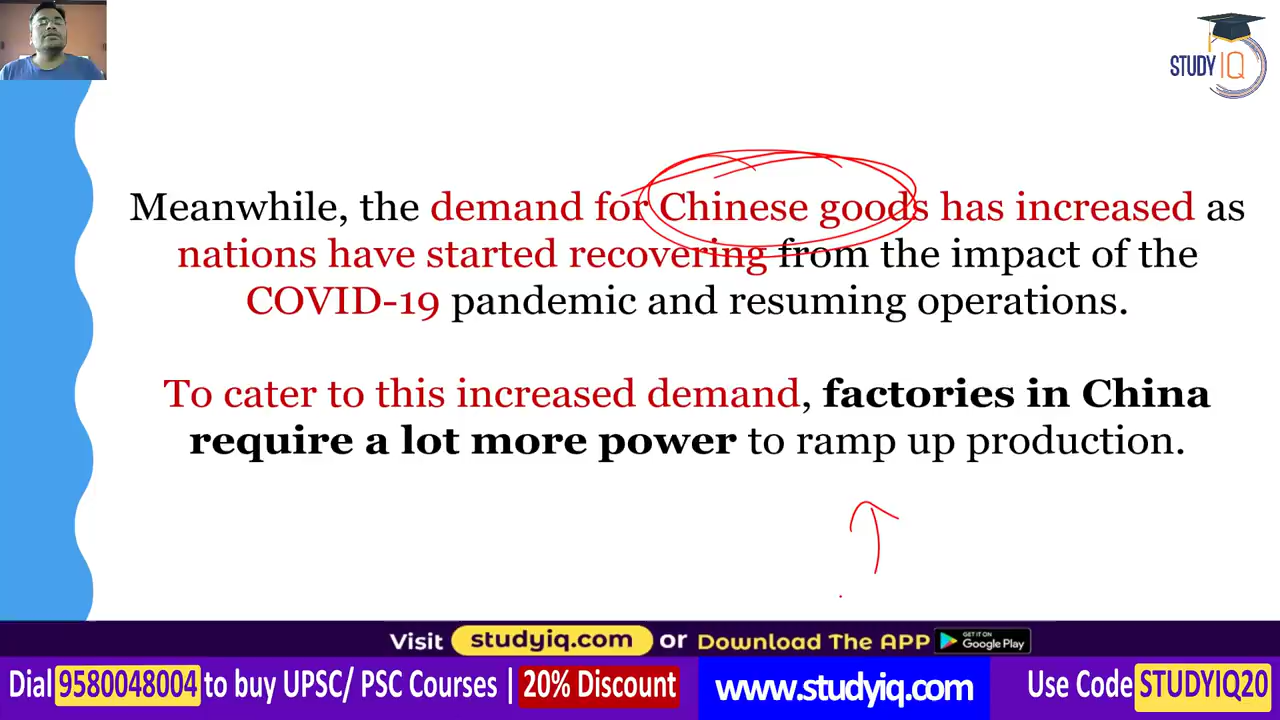 STUDY IQ
Meanwhile, the demand for Chinese goods has increased as
nations have started recovering from the impact of the
COVID-19 pandemic and resuming operations.
To cater to this increased demand, factories in China
require a lot more power to ramp up production.
Visit studyiq.com or Download The APP GET IT ON Google Play
Dial 9580048004 to buy UPSC/ PSC Courses | 20% Discount www.studyiq.com Use Code STUDYIQ20